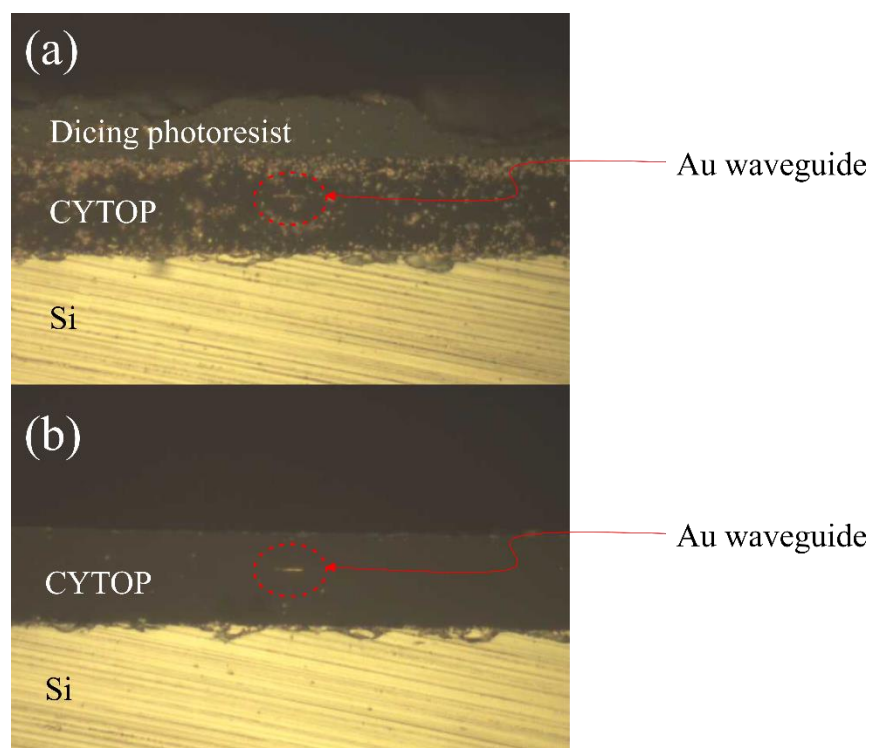 (a)
Dicing photoresist
Au waveguide
CYTOP
Si
(b)
Au waveguide
CYTOP
Si